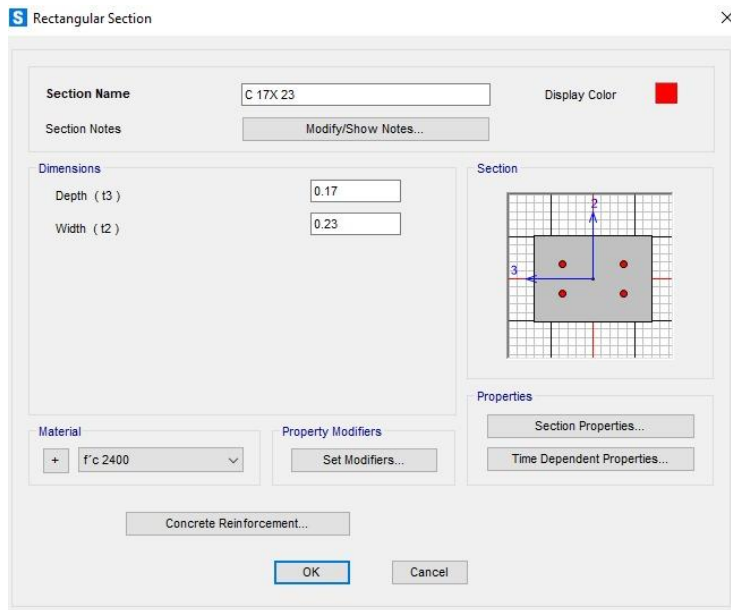 S Rectangular Section
Section Name
C 17X 23
Display Color
Section Notes
Modify/Show Notes...
Dimensions
Depth ( t3 )
0.17
Width ( t2 )
0.23
Section
2
3
Properties
Section Properties...
Time Dependent Properties...
Material
+
f´c 2400
Property Modifiers
Set Modifiers...
Concrete Reinforcement...
OK
Cancel